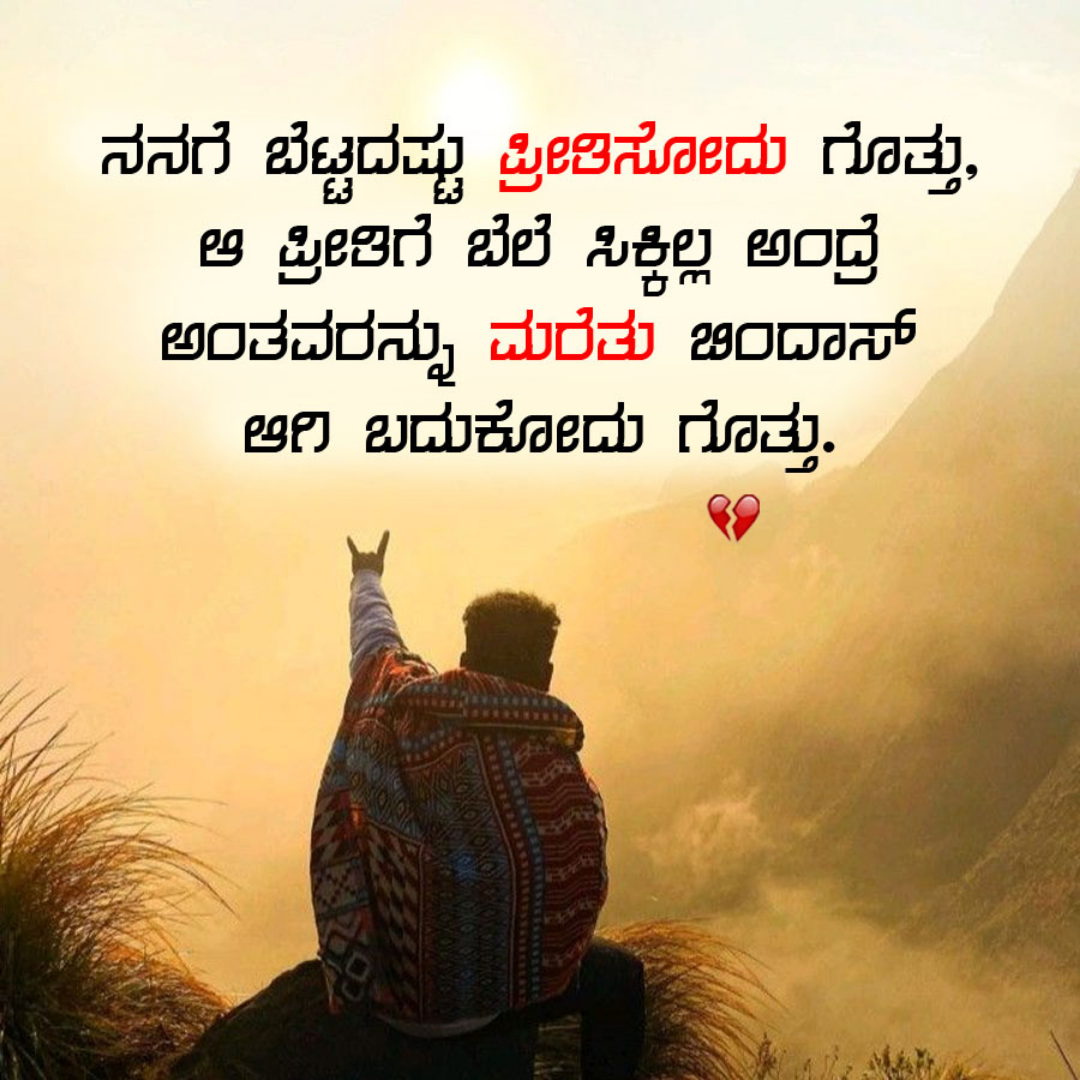 ನನಗೆ ಬೆಟ್ಟದಷ್ಟು ಪ್ರೀತಿಸೋದು ಗೊತ್ತು,
ಆ ಪ್ರೀತಿಗೆ ಬೆಲೆ ಸಿಕ್ಕಿಲ್ಲ ಅಂದ್ರೆ
ಅಂತವರನ್ನು ಮರೆತು ಬಿಂದಾಸ್
ಆಗಿ ಬದುಕೋದು ಗೊತ್ತು.
💔